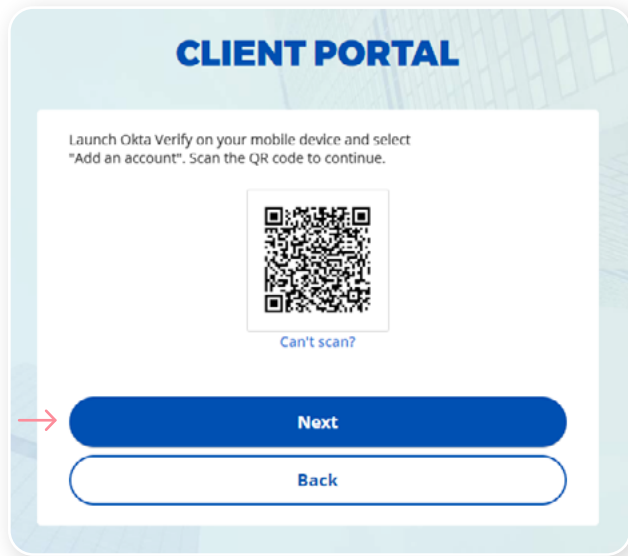 CLIENT PORTAL
Launch Okta Verify on your mobile device and select
"Add an account". Scan the QR code to continue.
Can't scan?
Next
Back